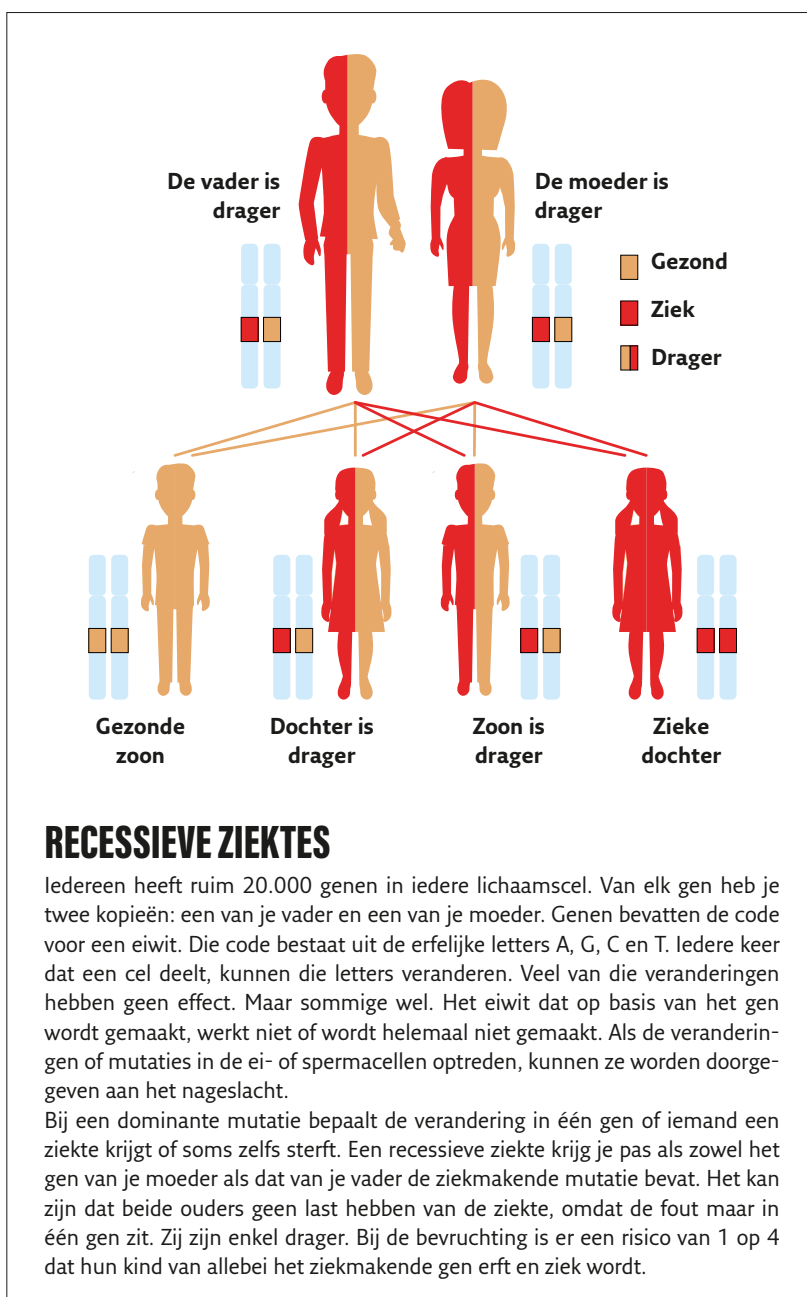 De vader is
drager
De moeder is
drager
Gezond
Ziek
Drager
Gezonde
zoon
Dochter is
drager
Zoon is
drager
Zieke
dochter
RECESSIEVE ZIEKTES
Iedereen heeft ruim 20.000 genen in iedere lichaamscel. Van elk gen heb je
twee kopieën: een van je vader en een van je moeder. Genen bevatten de code
voor een eiwit. Die code bestaat uit de erfelijke letters A, G, C en T. Iedere keer
dat een cel deelt, kunnen die letters veranderen. Veel van die veranderingen
hebben geen effect. Maar sommige wel. Het eiwit dat op basis van het gen
wordt gemaakt, werkt niet of wordt helemaal niet gemaakt. Als de veranderin-
gen of mutaties in de ei- of spermacellen optreden, kunnen ze worden doorge-
geven aan het nageslacht.
Bij een dominante mutatie bepaalt de verandering in één gen of iemand een
ziekte krijgt of soms zelfs sterft. Een recessieve ziekte krijg je pas als zowel het
gen van je moeder als dat van je vader de ziekmakende mutatie bevat. Het kan
zijn dat beide ouders geen last hebben van de ziekte, omdat de fout maar in
één gen zit. Zij zijn enkel drager. Bij de bevruchting is er een risico van 1 op 4
dat hun kind van allebei het ziekmakende gen erft en ziek wordt.